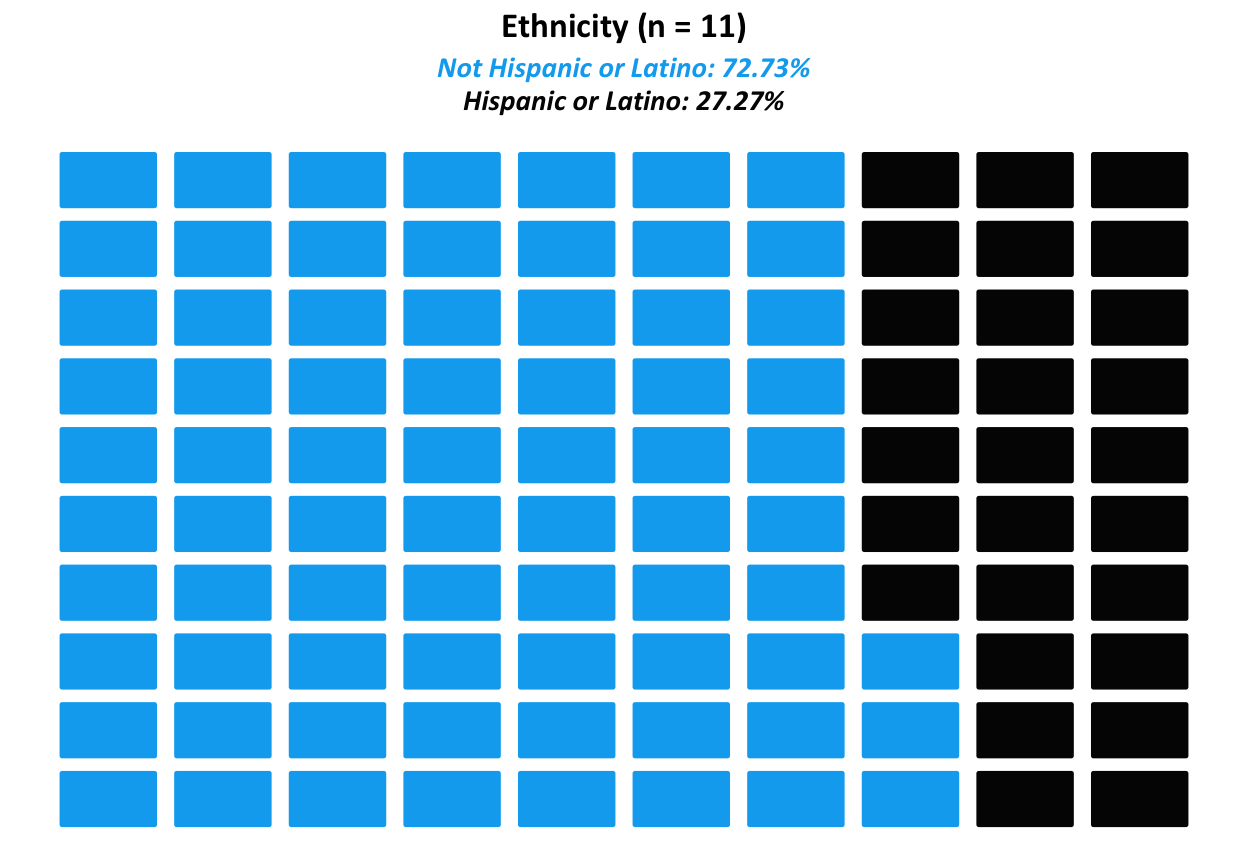 Ethnicity (n = 11)
Not Hispanic or Latino: 72.73%
Hispanic or Latino: 27.27%